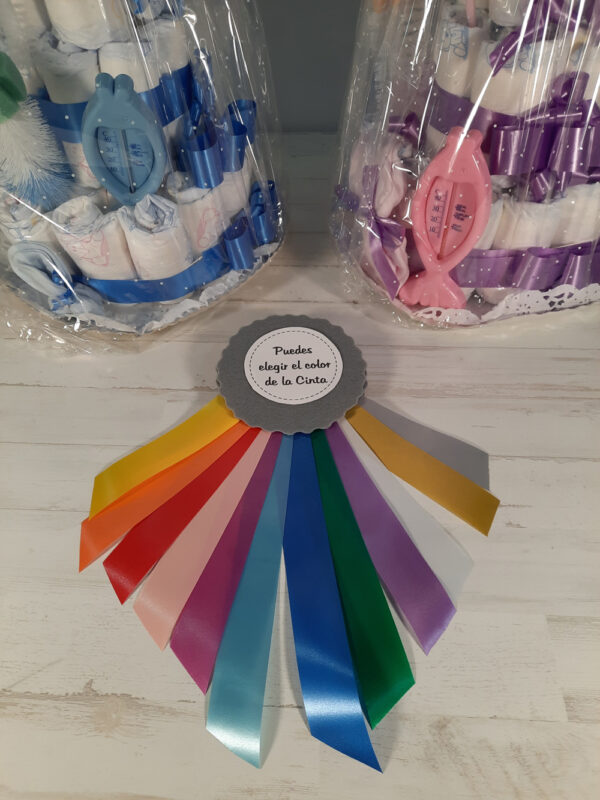 Puedes
elegir el color
de la Cinta